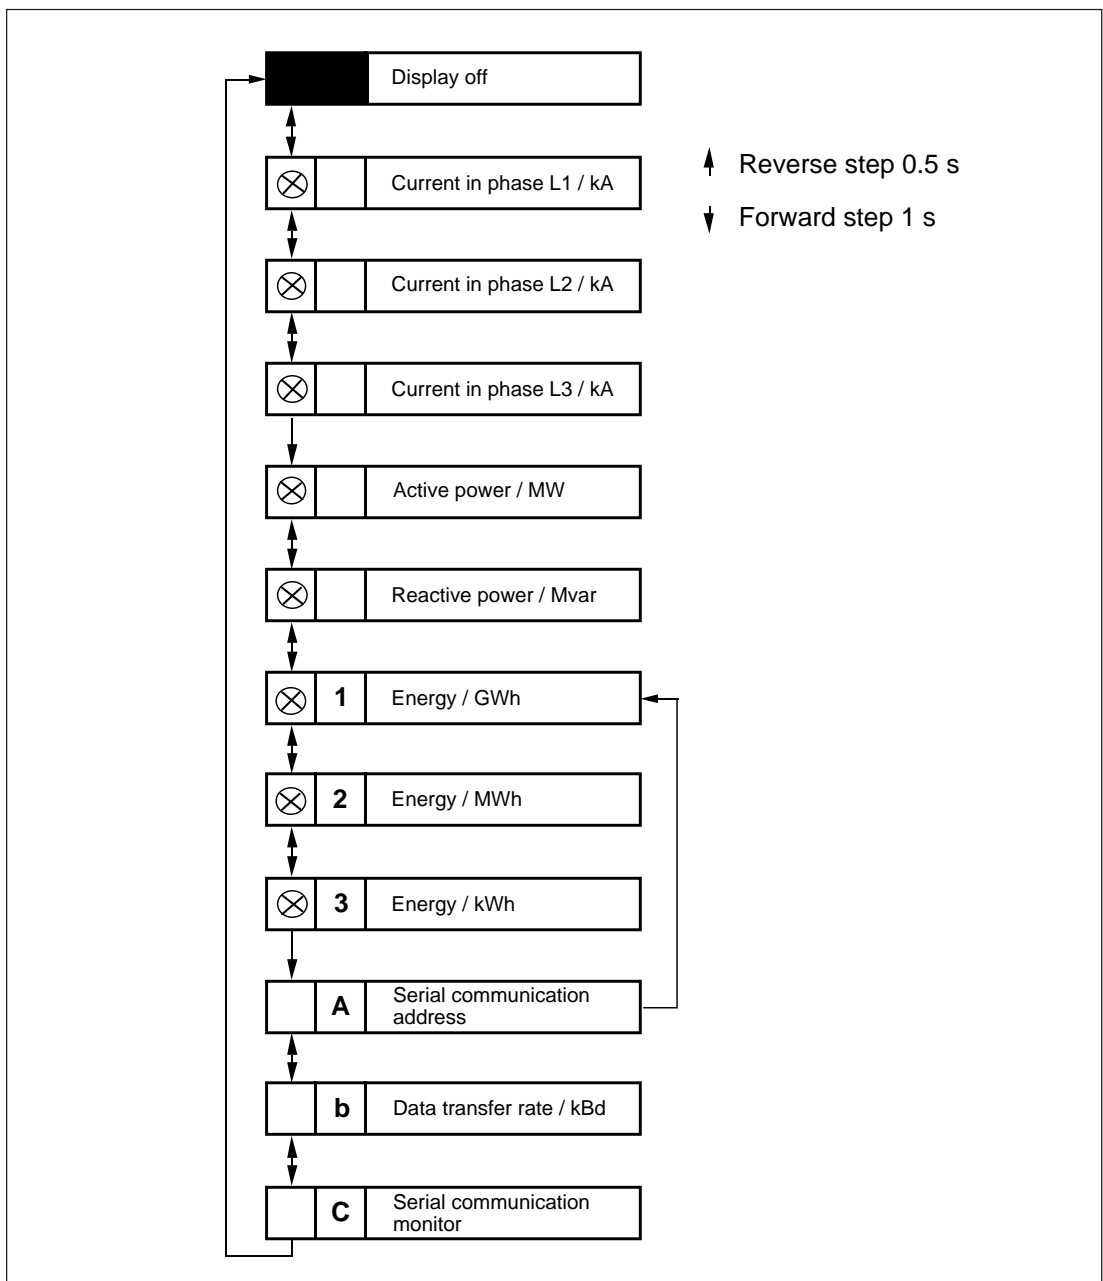 Display off
Current in phase L1 / kA
Reverse step 0.5 s
Forward step 1 s
Current in phase L2 / kA
Current in phase L3 / kA
Active power / MW
Reactive power / Mvar
1 Energy / GWh
2 Energy / MWh
3 Energy / kWh
A Serial communication
address
b Data transfer rate / kBd
C Serial communication
monitor